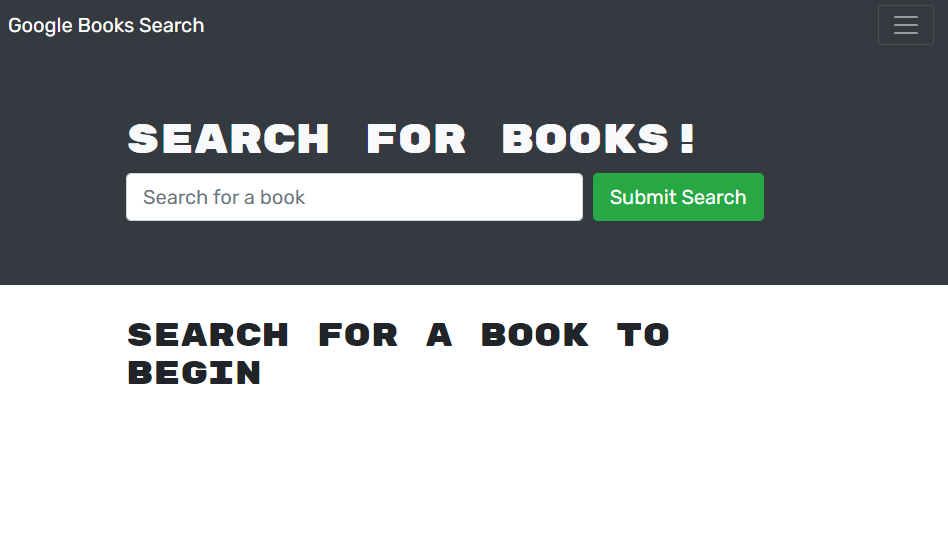 Google Books Search
SEARCH FOR BOOKS!
Search for a book
Submit Search
SEARCH FOR A BOOK TO
BEGIN